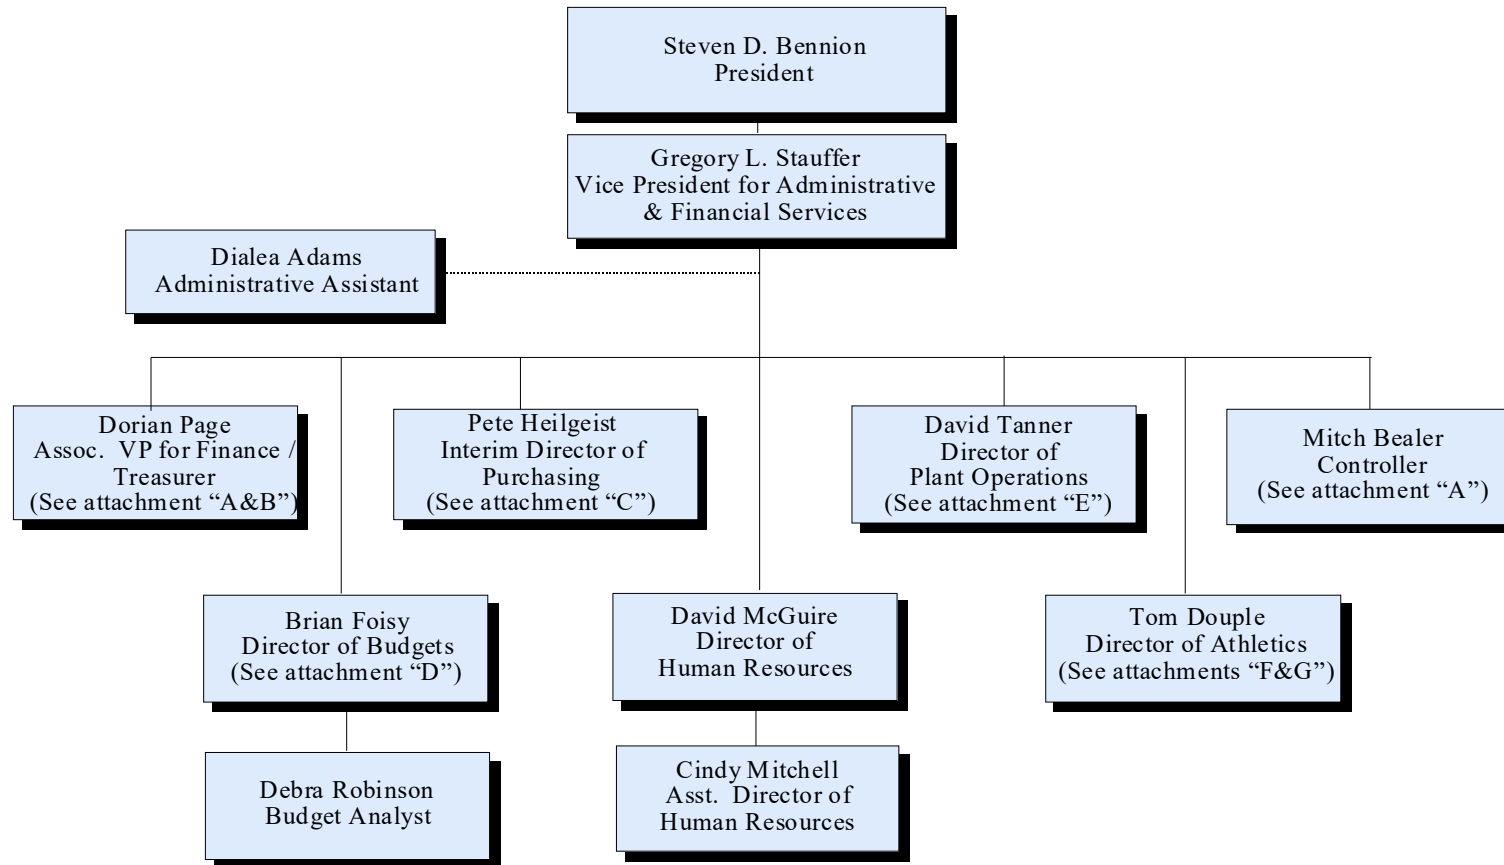 Steven D. Bennion
President
Gregory L. Stauffer
Vice President for Administrative
& Financial Services
Dialea Adams
Administrative Assistant
Dorian Page
Assoc. VP for Finance /
Treasurer
(See attachment “A&B”)
Pete Heilgeist
Interim Director of
Purchasing
(See attachment “C”)
David Tanner
Director of
Plant Operations
(See attachment “E”)
Mitch Bealer
Controller
(See attachment “A”)
Brian Foisy
Director of Budgets
(See attachment “D”)
David McGuire
Director of
Human Resources
Tom Douple
Director of Athletics
(See attachments “F&G”)
Debra Robinson
Budget Analyst
Cindy Mitchell
Asst. Director of
Human Resources